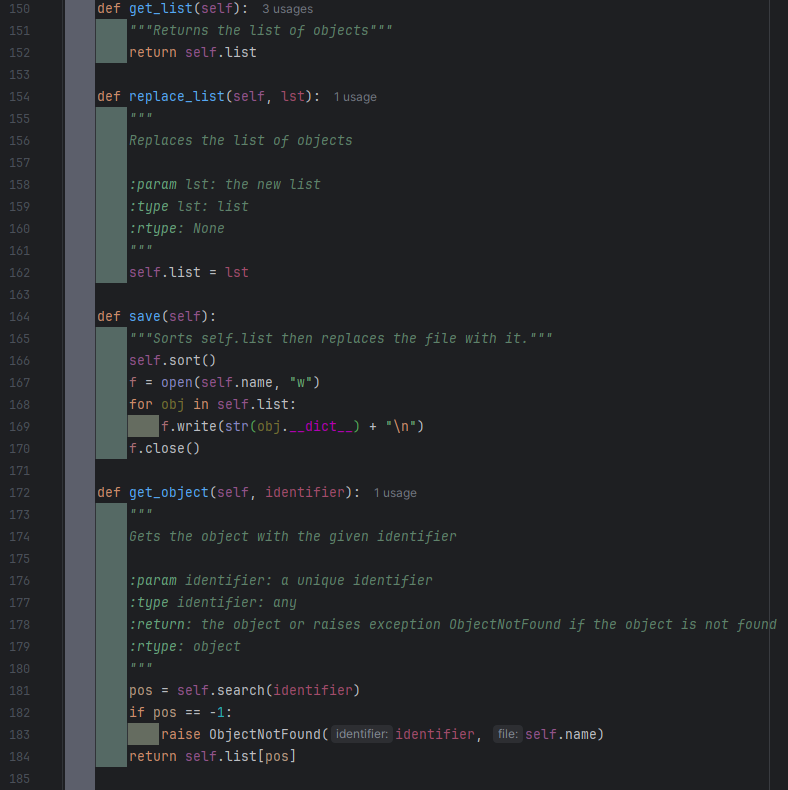 150 def get_list(self): 3 usages
151 """Returns the list of objects"""
152 return self.list
153
154 def replace_list(self, lst): 1 usage
155 """
156 Replaces the list of objects
157
158 :param lst: the new list
159 :type lst: list
160 :rtype: None
161 """
162 self.list = lst
163
164 def save(self):
165 """Sorts self.list then replaces the file with it."""
166 self.sort()
167 f = open(self.name, "w")
168 for obj in self.list:
169 f.write(str(obj.__dict__) + "\n")
170 f.close()
171
172 def get_object(self, identifier): 1 usage
173 """
174 Gets the object with the given identifier
175
176 :param identifier: a unique identifier
177 :type identifier: any
178 :return: the object or raises exception ObjectNotFound if the object is not found
179 :rtype: object
180 """
181 pos = self.search(identifier)
182 if pos == -1:
183 raise ObjectNotFound( identifier: identifier, file: self.name)
184 return self.list[pos]
185